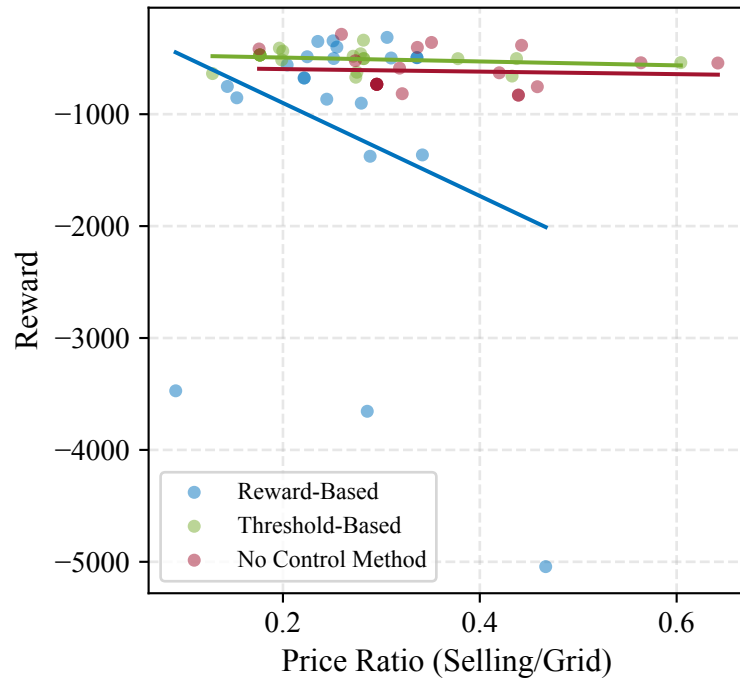 −1000
−2000
−3000
−4000
−5000
Reward
Reward-Based
Threshold-Based
No Control Method
0.2
0.4
0.6
Price Ratio (Selling/Grid)